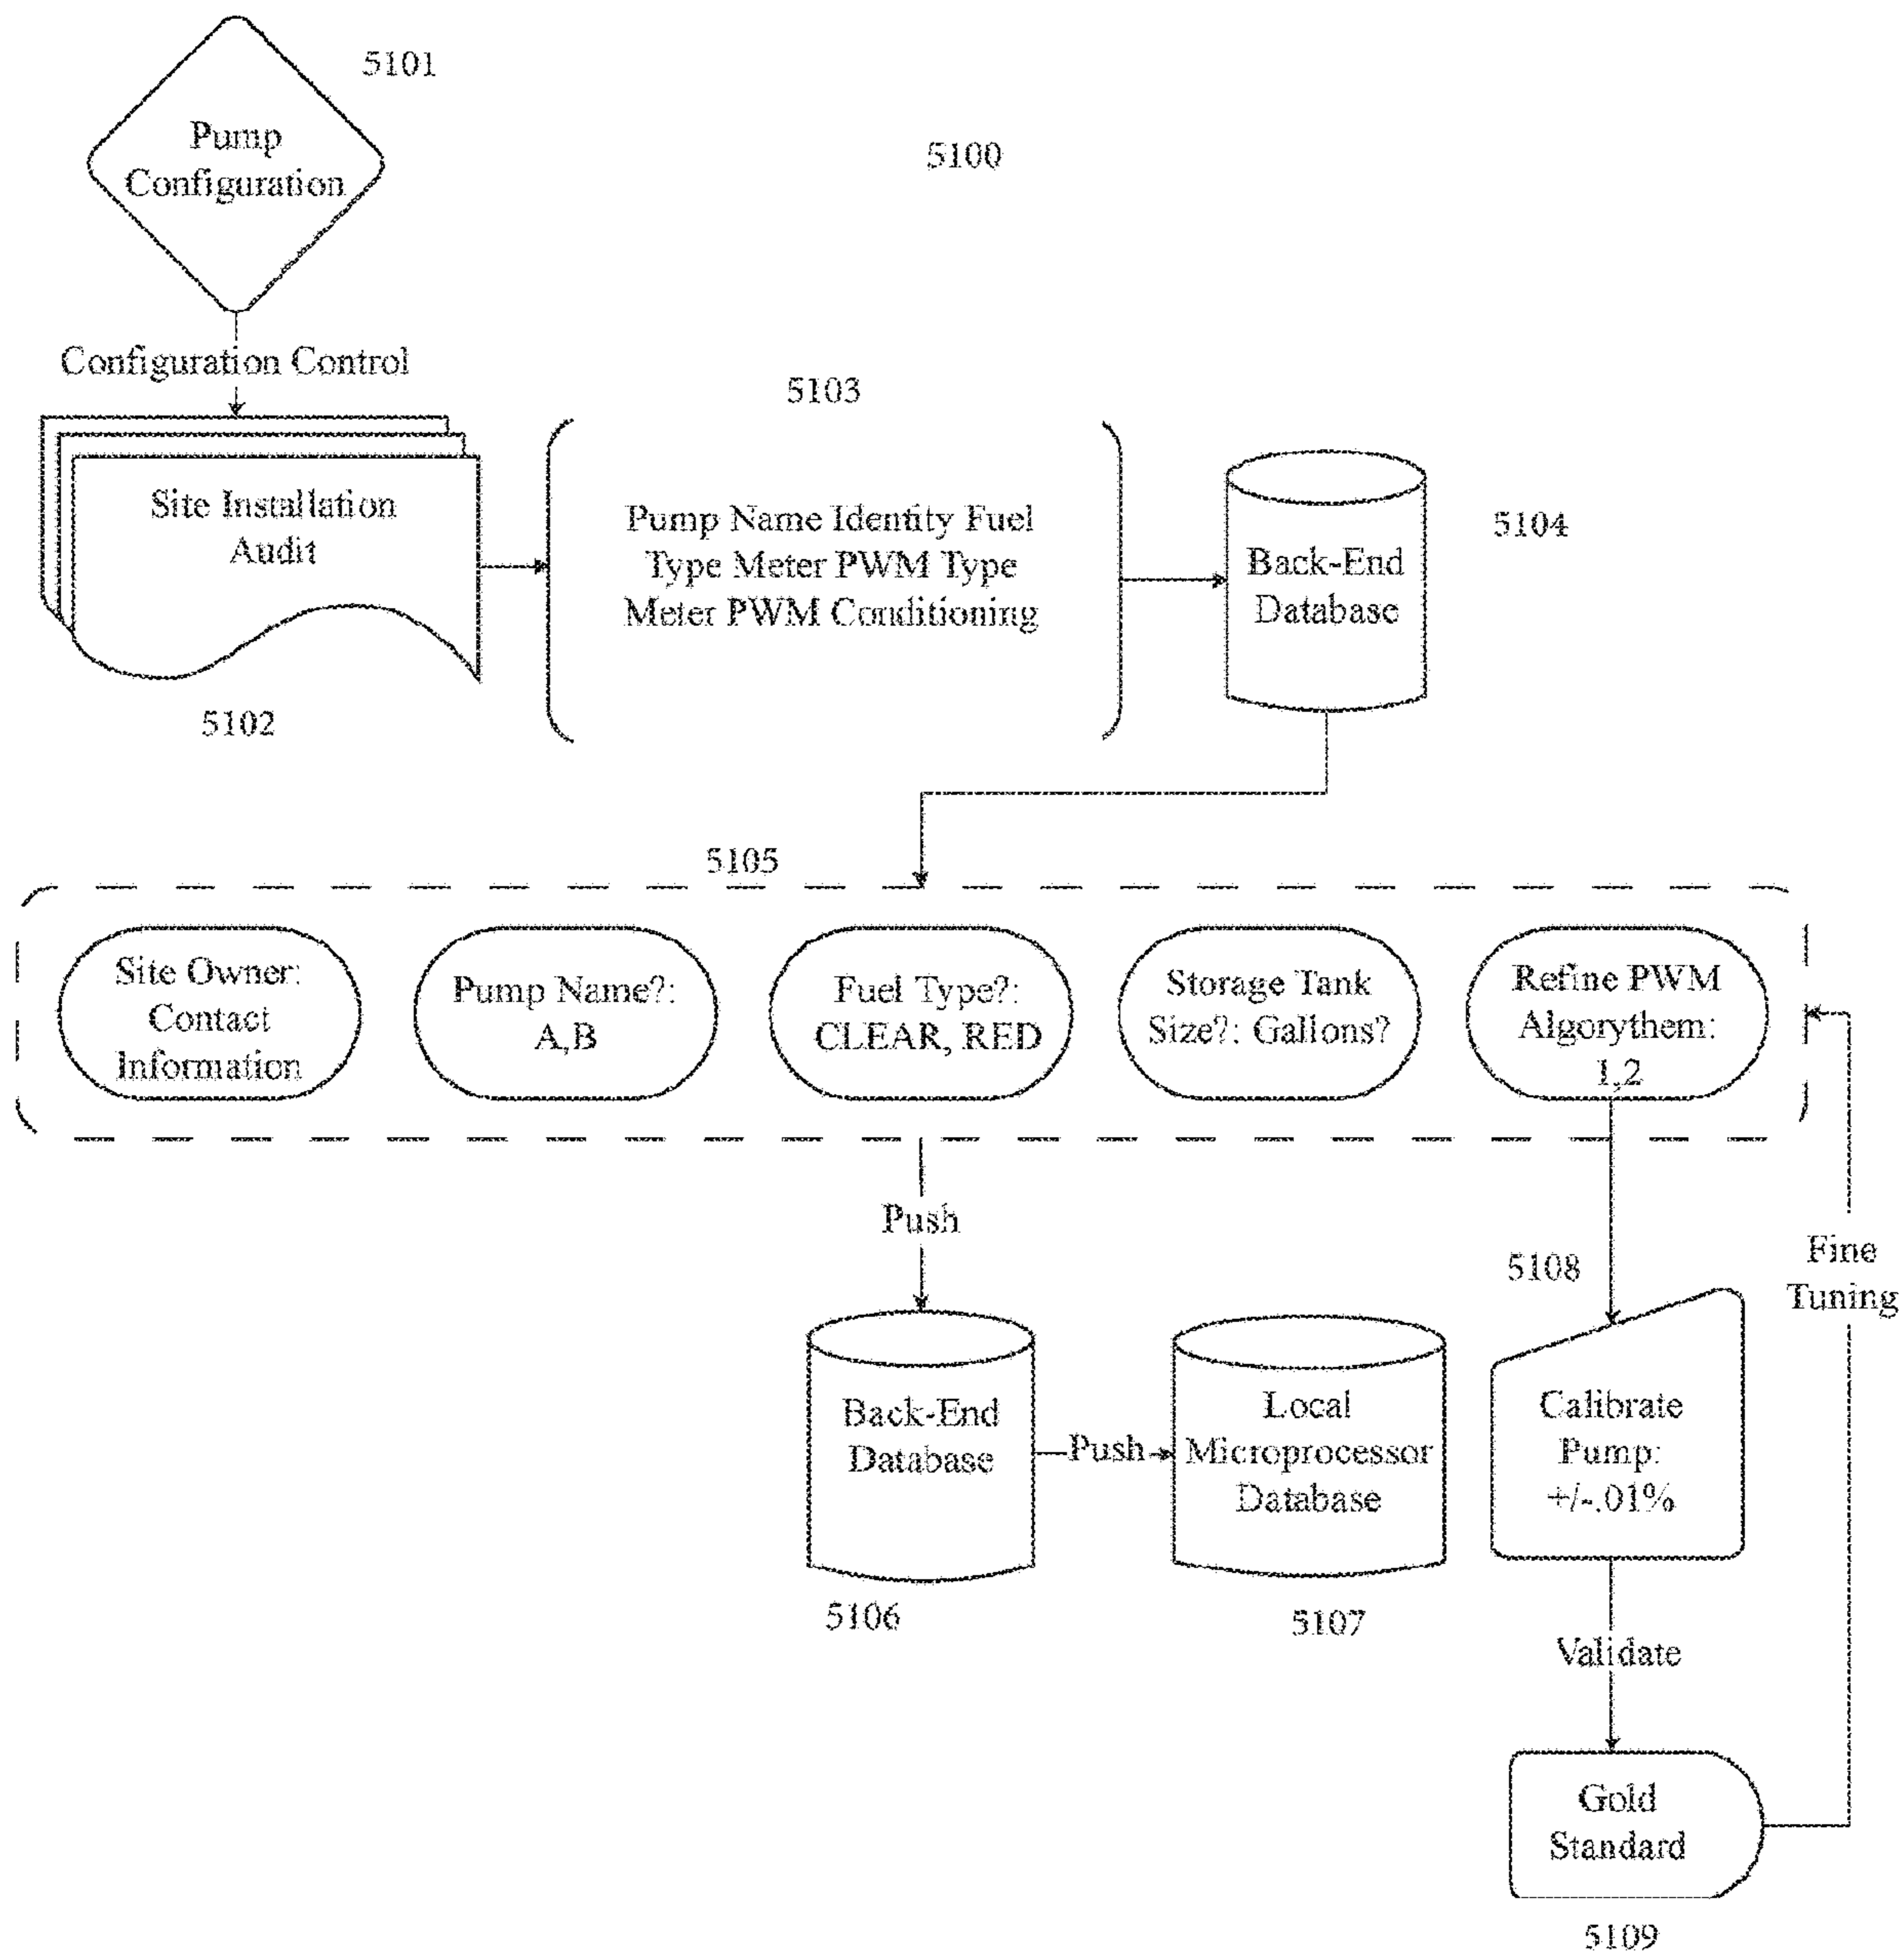 5101
Pump
Configuration
5100
Configuration Control
5103
Site Installation
Audit
Pump Name Identity Fuel
Type Meter PWM Type
Meter PWM Conditioning
5104
Back-End
Database
5102
5105
Site Owner:
Contact
Information
Pump Name?:
A,B
Fuel Type?:
CLEAR, RED
Storage Tank
Size?: Gallons?
Refine PWM
Algorythem:
1,2
Push
5108
Fine
Tuning
Back-End
Database
Push
Local
Microprocessor
Database
Calibrate
Pump:
+/-.01%
5106
5107
Validate
Gold
Standard
5109